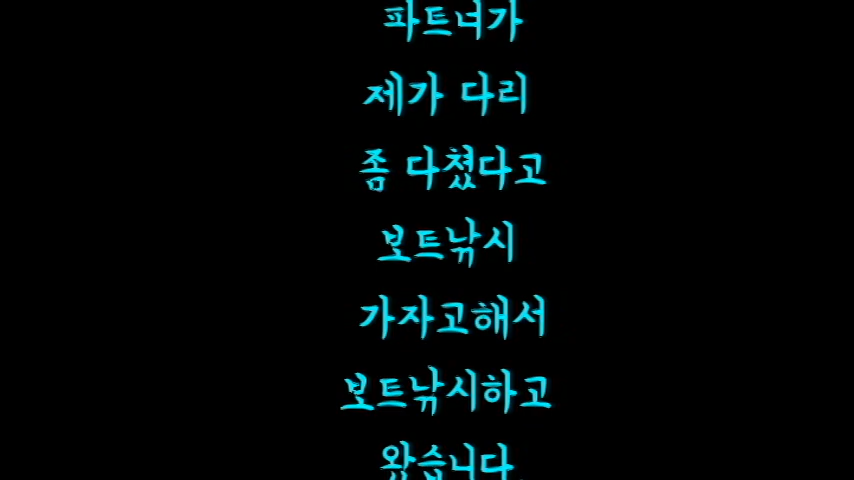 파트너가
제가 다리
좀 다쳤다고
보트낚시
가자고해서
보트낚시하고
왔습니다.